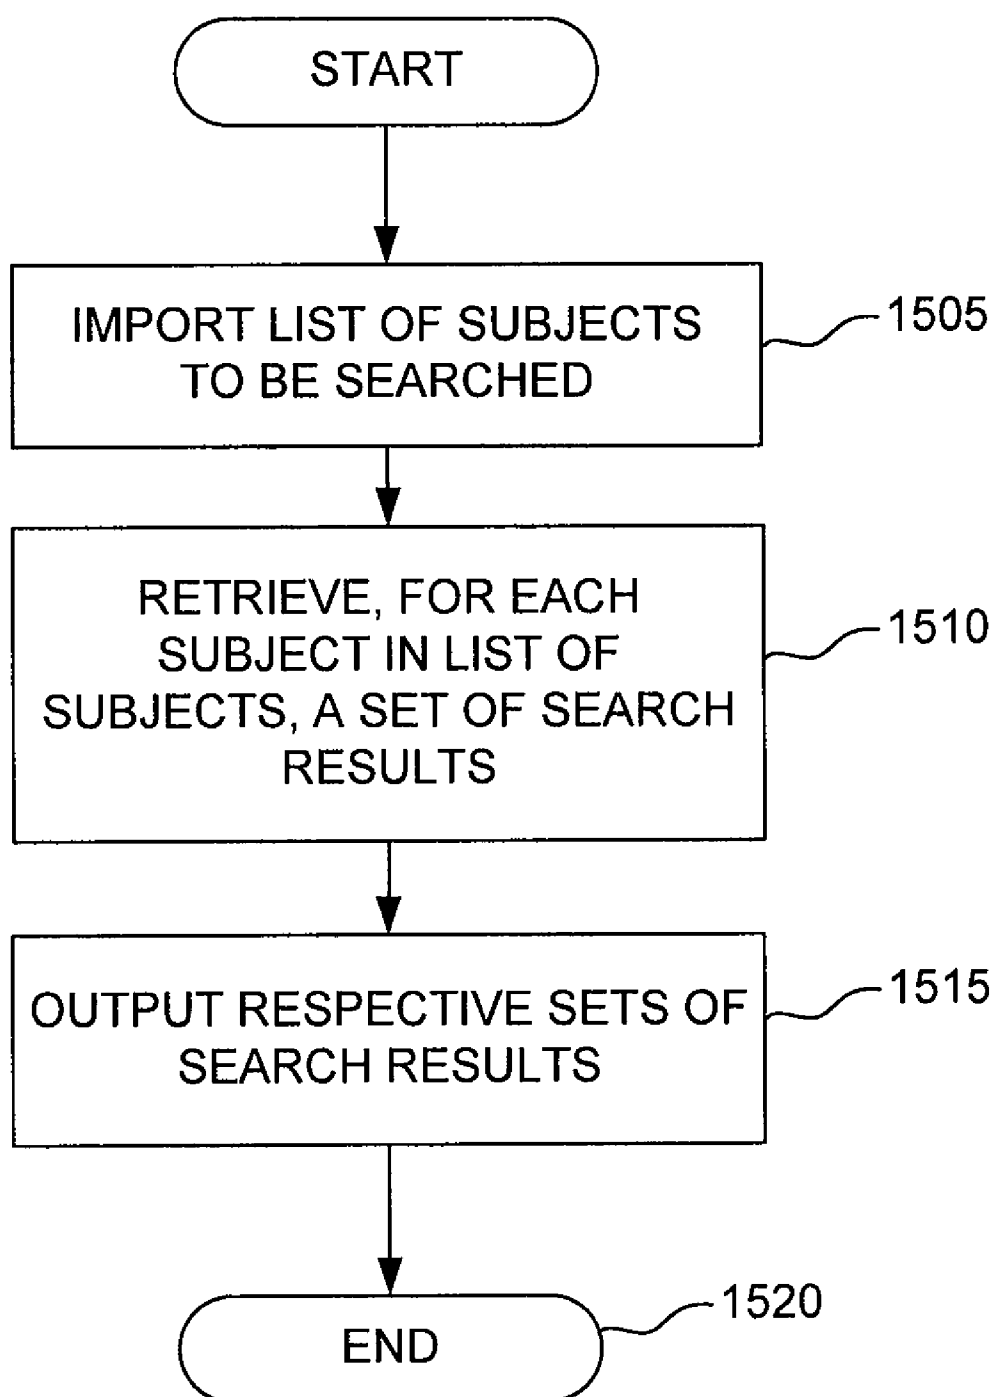 START
IMPORT LIST OF SUBJECTS
TO BE SEARCHED
1505
RETRIEVE, FOR EACH
SUBJECT IN LIST OF
SUBJECTS, A SET OF SEARCH
RESULTS
1510
OUTPUT RESPECTIVE SETS OF
SEARCH RESULTS
1515
END
1520